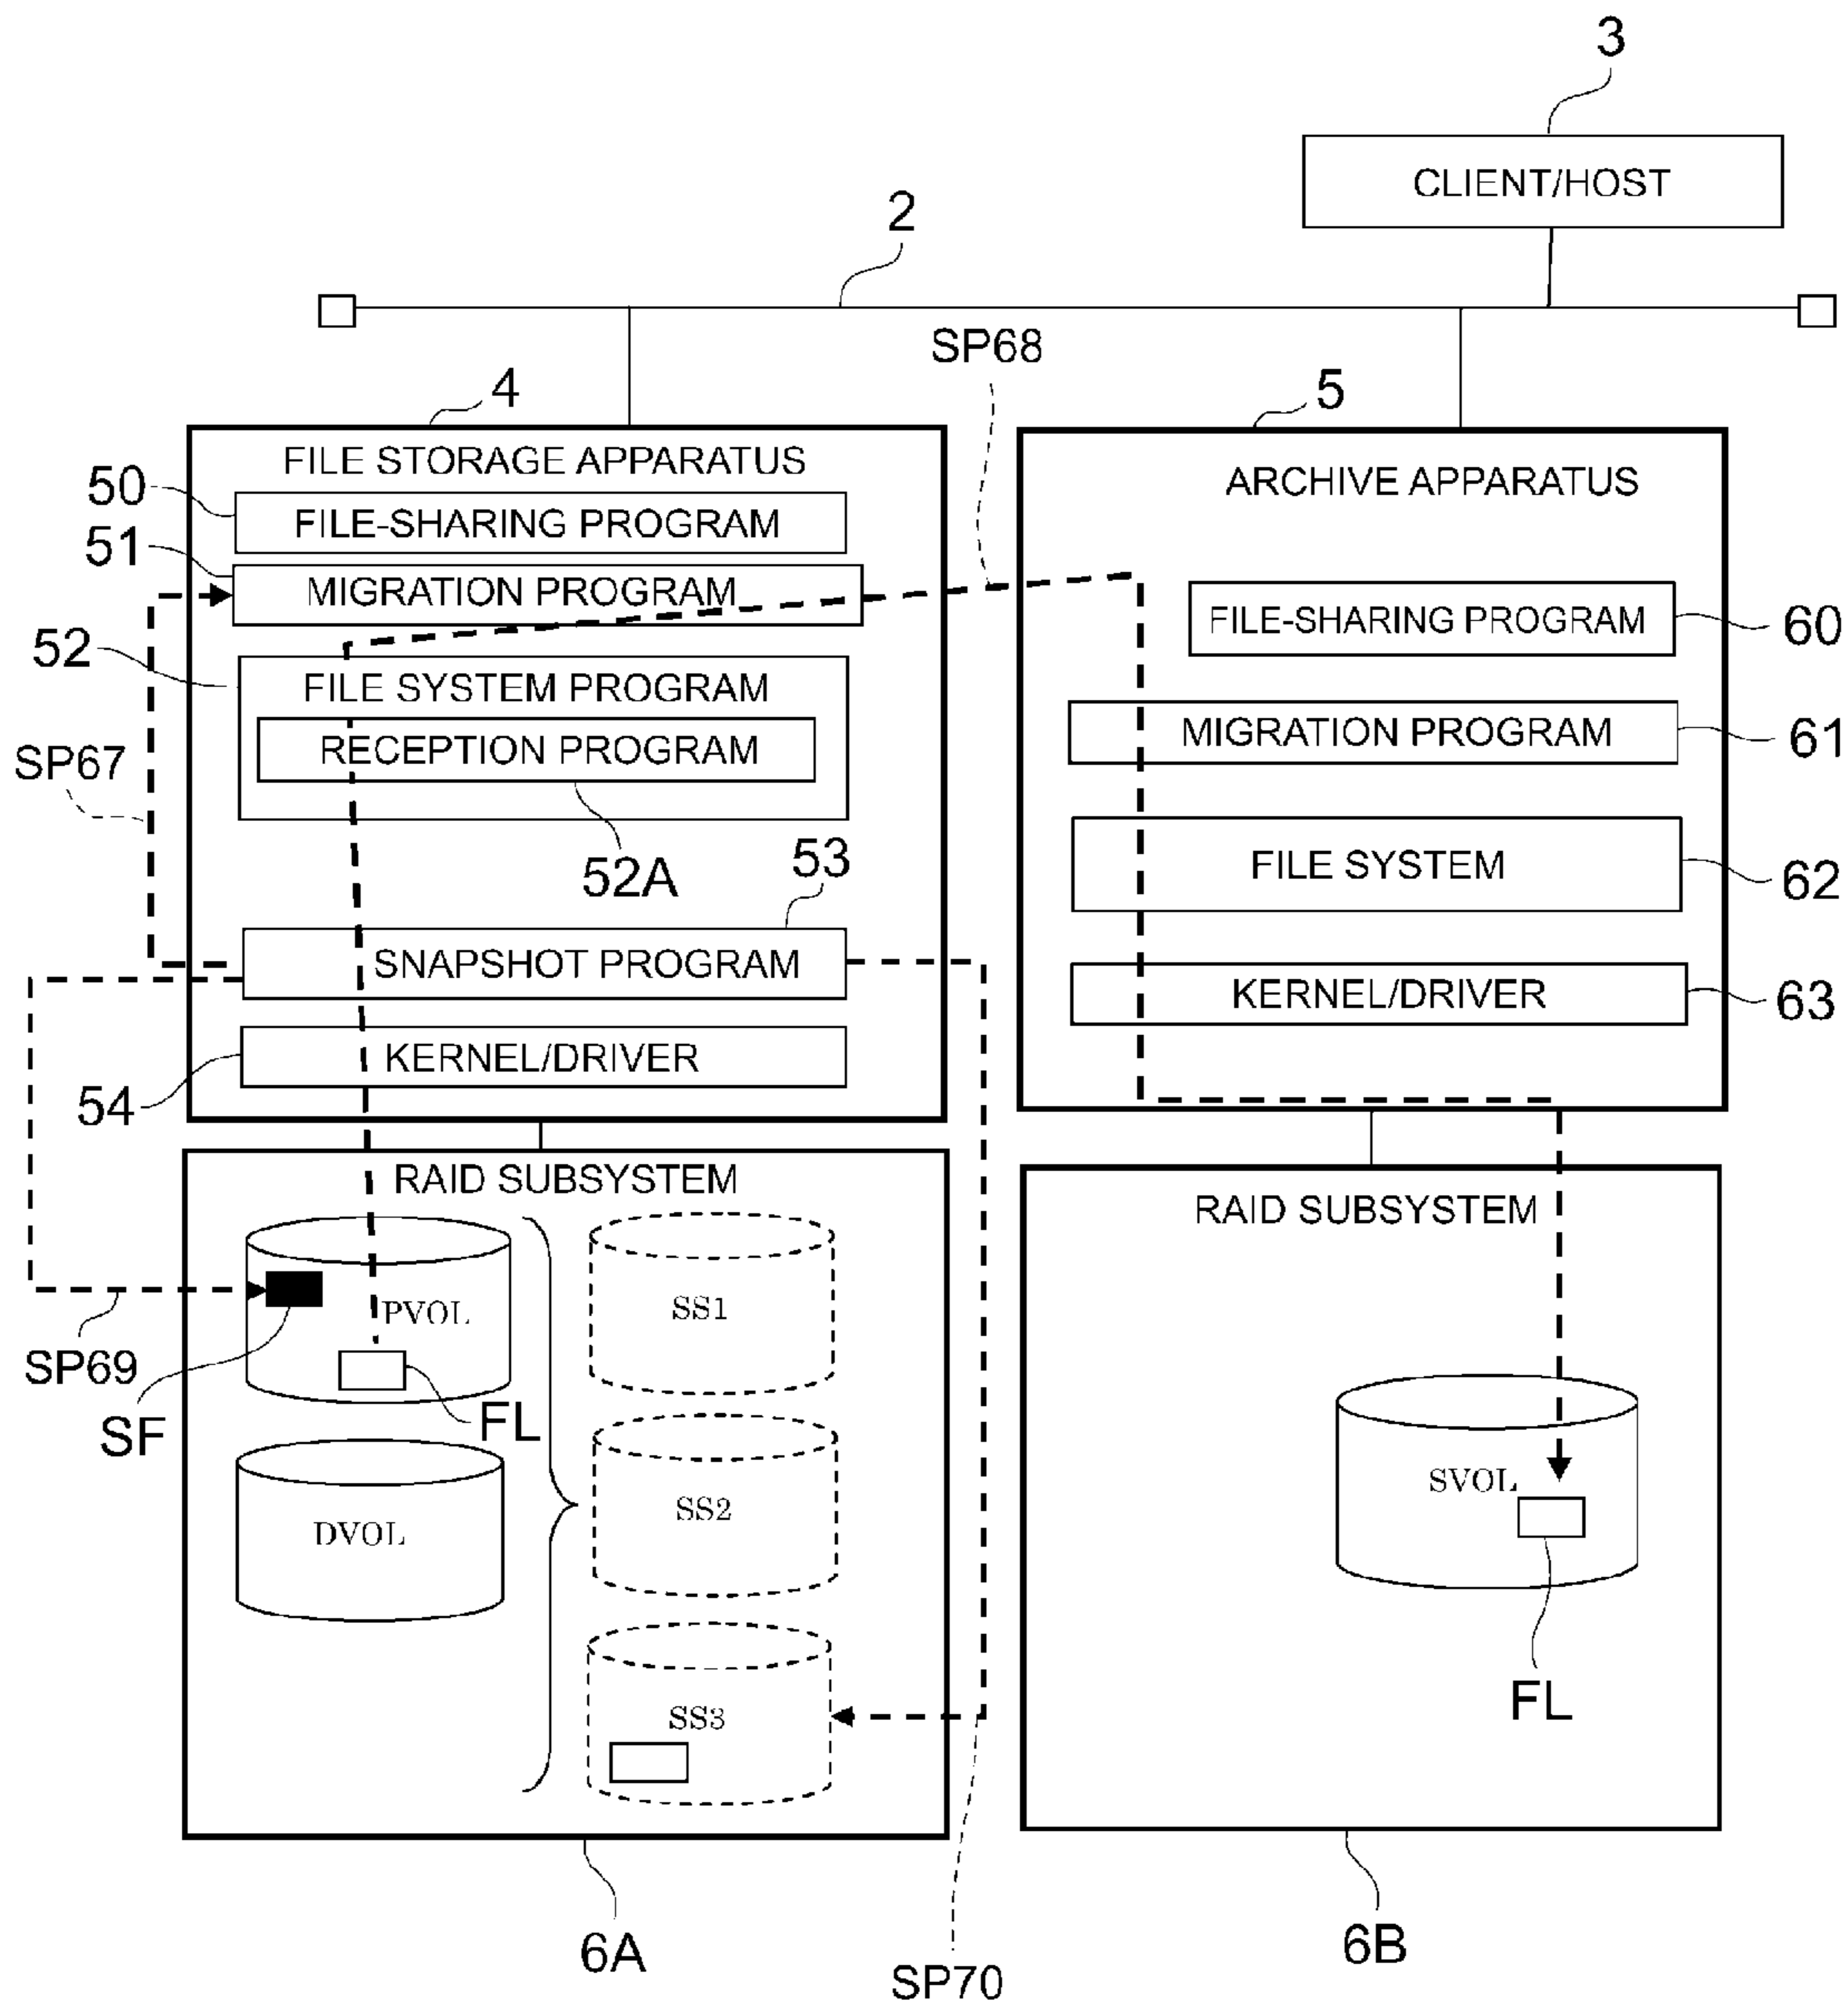 3
CLIENT/HOST
2
SP68
4
5
FILE STORAGE APPARATUS
ARCHIVE APPARATUS
50
FILE-SHARING PROGRAM
51
MIGRATION PROGRAM
FILE-SHARING PROGRAM
60
52
FILE SYSTEM PROGRAM
MIGRATION PROGRAM
61
RECEPTION PROGRAM
SP67
52A
53
FILE SYSTEM
62
SNAPSHOT PROGRAM
KERNEL/DRIVER
63
KERNEL/DRIVER
54
RAID SUBSYSTEM
RAID SUBSYSTEM
PVOL
SS1
SP69
SF
FL
SVOL
DVOL
SS2
SS3
FL
6A
6B
SP70